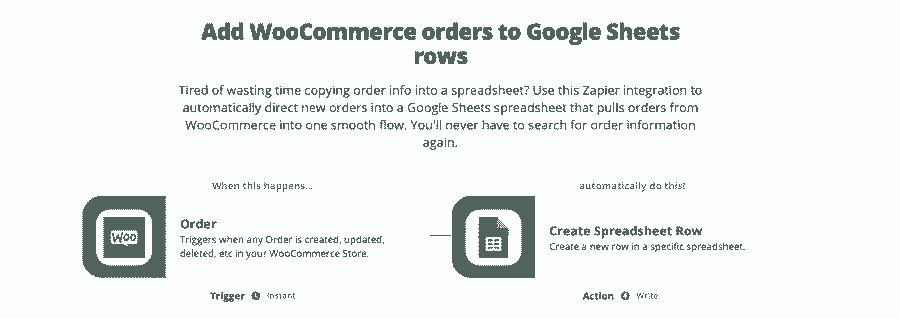 Add WooCommerce orders to Google Sheets
rows
Tired of wasting time copying order info into a spreadsheet? Use this Zapier integration to
automatically direct new orders into a Google Sheets spreadsheet that pulls orders from
WooCommerce into one smooth flow. You'll never have to search for order information
again.
When this happens...
automatically do this!
Woo
Order
Triggers when any Order is created, updated,
deleted, etc in your WooCommerce Store.
Create Spreadsheet Row
Create a new row in a specific spreadsheet.
Trigger Instant
Action Write